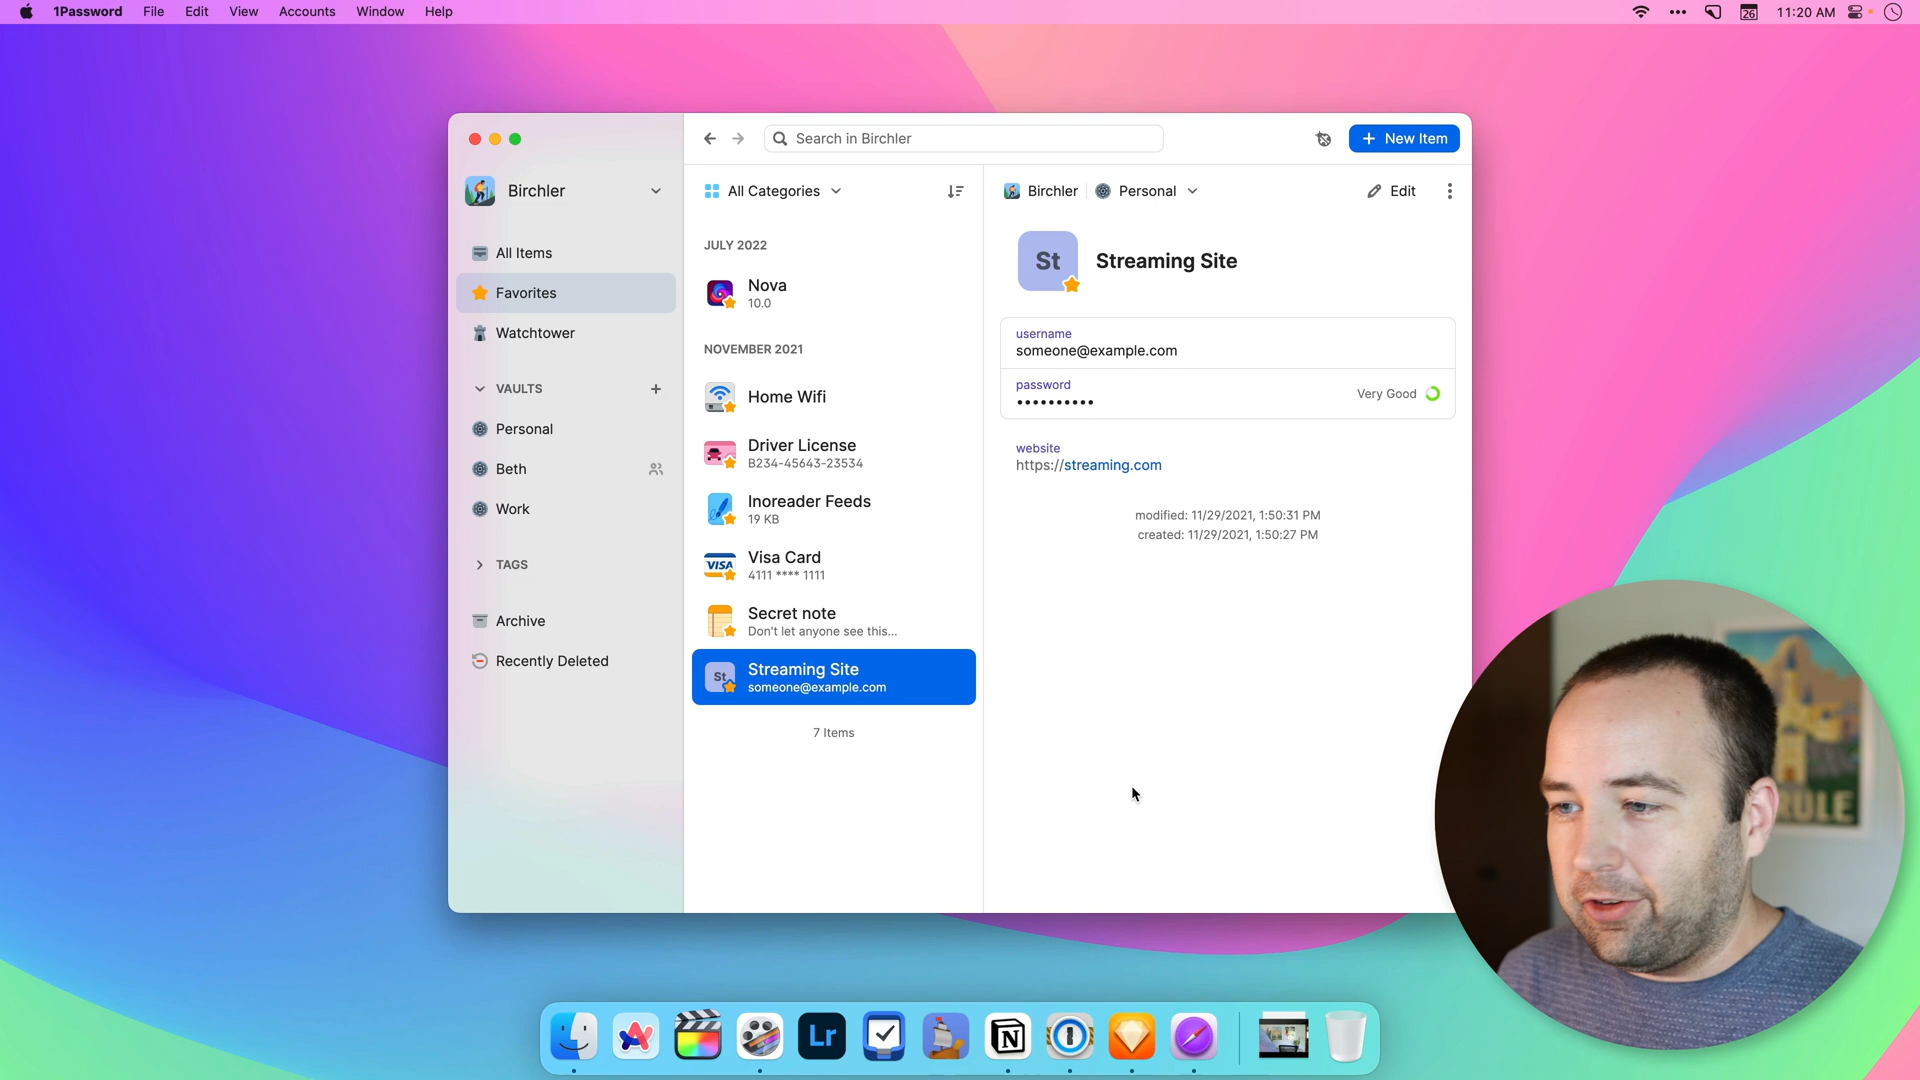 1Password File Edit View Accounts Window Help
26 11:20 AM
Search in Birchler
+ New Item
Birchler
All Items
Favorites
Watchtower
VAULTS
Personal
Beth
Work
TAGS
Archive
Recently Deleted
All Categories
JULY 2022
Nova
10.0
NOVEMBER 2021
Home Wifi
Driver License
B234-45643-23534
Inoreader Feeds
19 KB
VISA
Visa Card
4111 **** 1111
Secret note
Don't let anyone see this...
St
Streaming Site
someone@example.com
7 Items
Birchler Personal
Edit
St
Streaming Site
username
someone@example.com
password
••••••••••
Very Good
website
https://streaming.com
modified: 11/29/2021, 1:50:31 PM
created: 11/29/2021, 1:50:27 PM
RULE
Lr
N